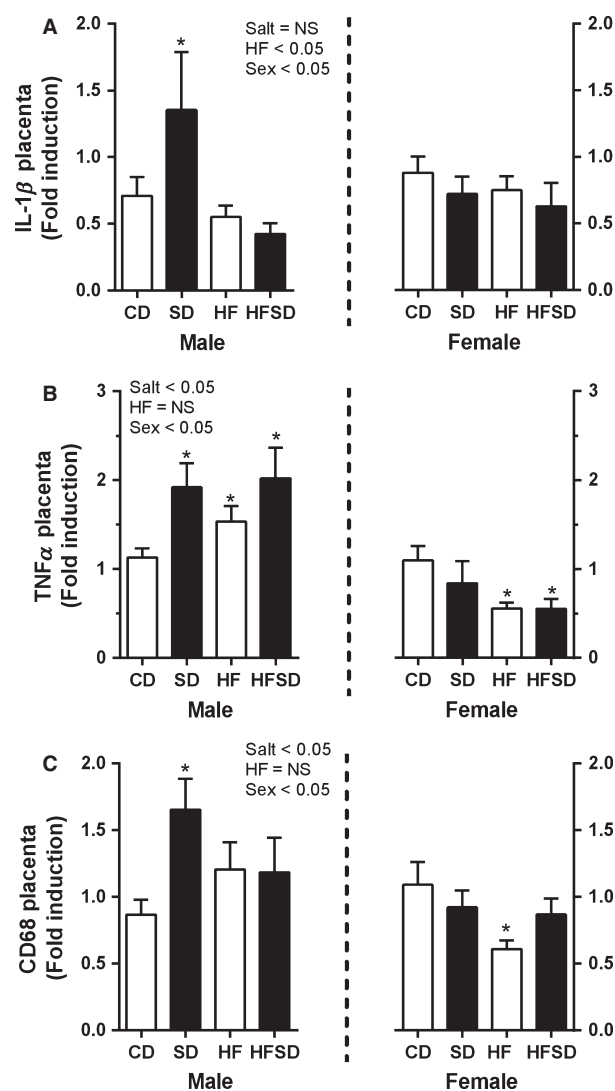 A
IL-1β placenta
(Fold induction)
2.0
1.5
1.0
0.5
0.0
*
Salt = NS
HF < 0.05
Sex < 0.05
CD SD HF HFSD
Male
2.0
1.5
1.0
0.5
0.0
CD SD HF HFSD
Female
B
TNFα placenta
(Fold induction)
3
2
1
0
Salt < 0.05
HF = NS
Sex < 0.05
* * *
CD SD HF HFSD
Male
3
2
1
0
* *
CD SD HF HFSD
Female
C
CD68 placenta
(Fold induction)
2.0
1.5
1.0
0.5
0.0
*
Salt < 0.05
HF = NS
Sex < 0.05
CD SD HF HFSD
Male
2.0
1.5
1.0
0.5
0.0
*
CD SD HF HFSD
Female